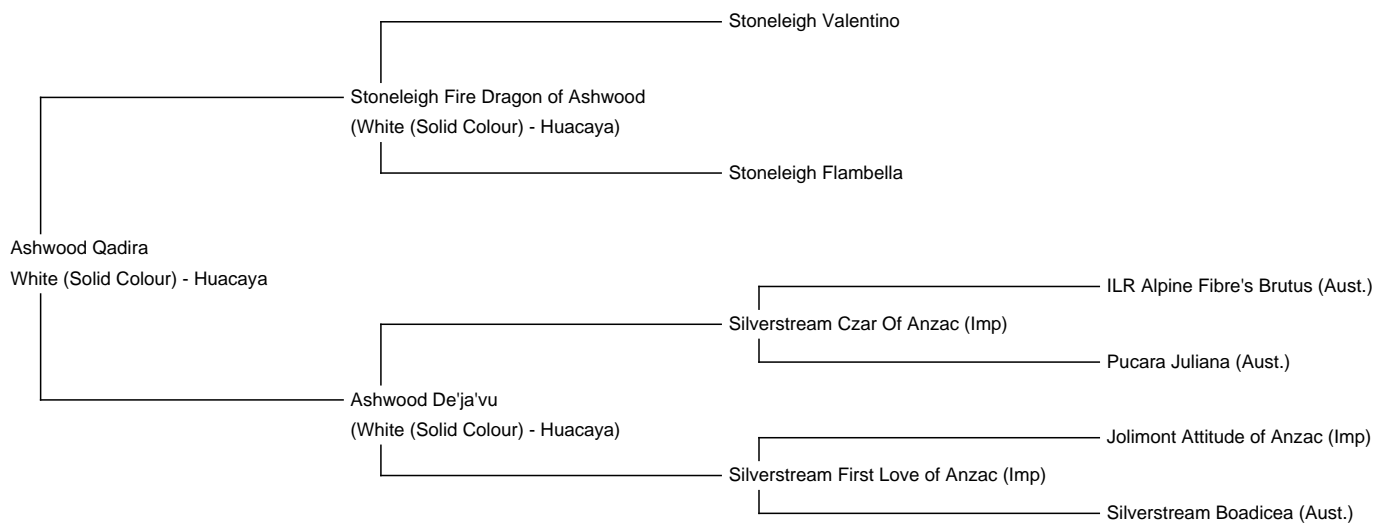 Stoneleigh Valentino
Stoneleigh Fire Dragon of Ashwood
(White (Solid Colour) - Huacaya)
Stoneleigh Flambella
Ashwood Qadira
White (Solid Colour) - Huacaya
ILR Alpine Fibre's Brutus (Aust.)
Silverstream Czar Of Anzac (Imp)
Pucara Juliana (Aust.)
Ashwood De'ja'vu
(White (Solid Colour) - Huacaya)
Jolimont Attitude of Anzac (Imp)
Silverstream First Love of Anzac (Imp)
Silverstream Boadicea (Aust.)